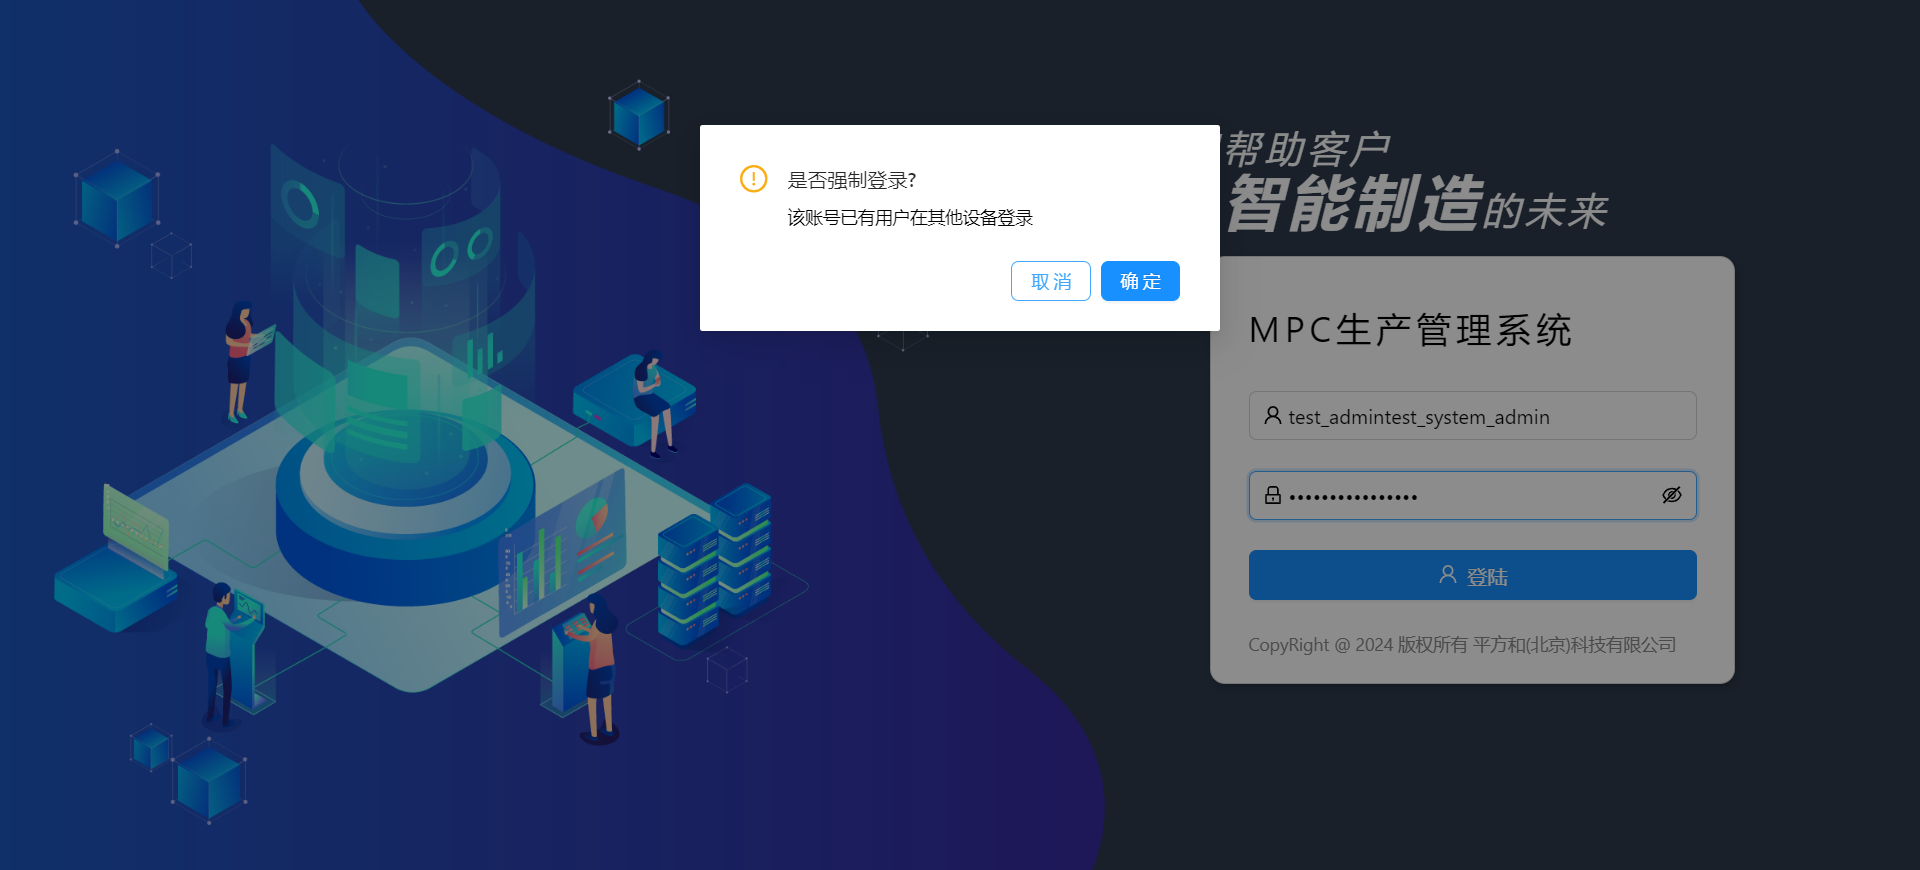 帮助客户
智能制造的未来
是否强制登录?
该账号已有用户在其他设备登录
取消
确定
MPC生产管理系统
test_admintest_system_admin
••••••••••••••••
登陆
CopyRight @ 2024 版权所有 平方和(北京)科技有限公司